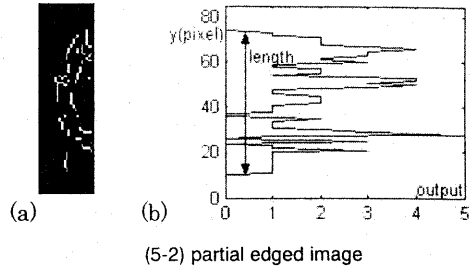 80
y(pixel)
length
60
40
20
0
output
0 1 2 3 4 5
(a) (b)
(5-2) partial edged image